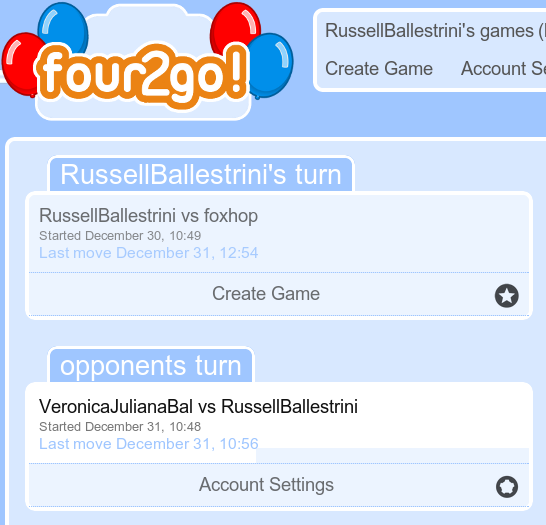 four2go!
RussellBallestrini's games (
Create Game Account Se
RussellBallestrini's turn
RussellBallestrini vs foxhop
Started December 30, 10:49
Last move December 31, 12:54
Create Game
opponents turn
VeronicaJulianaBal vs RussellBallestrini
Started December 31, 10:48
Last move December 31, 10:56
Account Settings